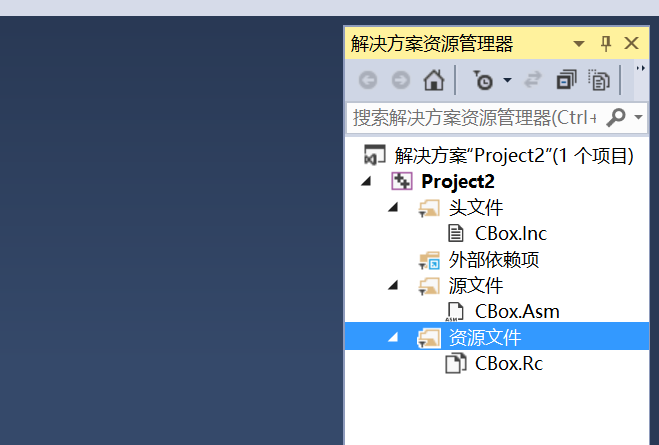 解决方案资源管理器
搜索解决方案资源管理器(Ctrl+
解决方案“Project2”(1 个项目)
Project2
头文件
CBox.Inc
外部依赖项
源文件
CBox.Asm
资源文件
CBox.Rc